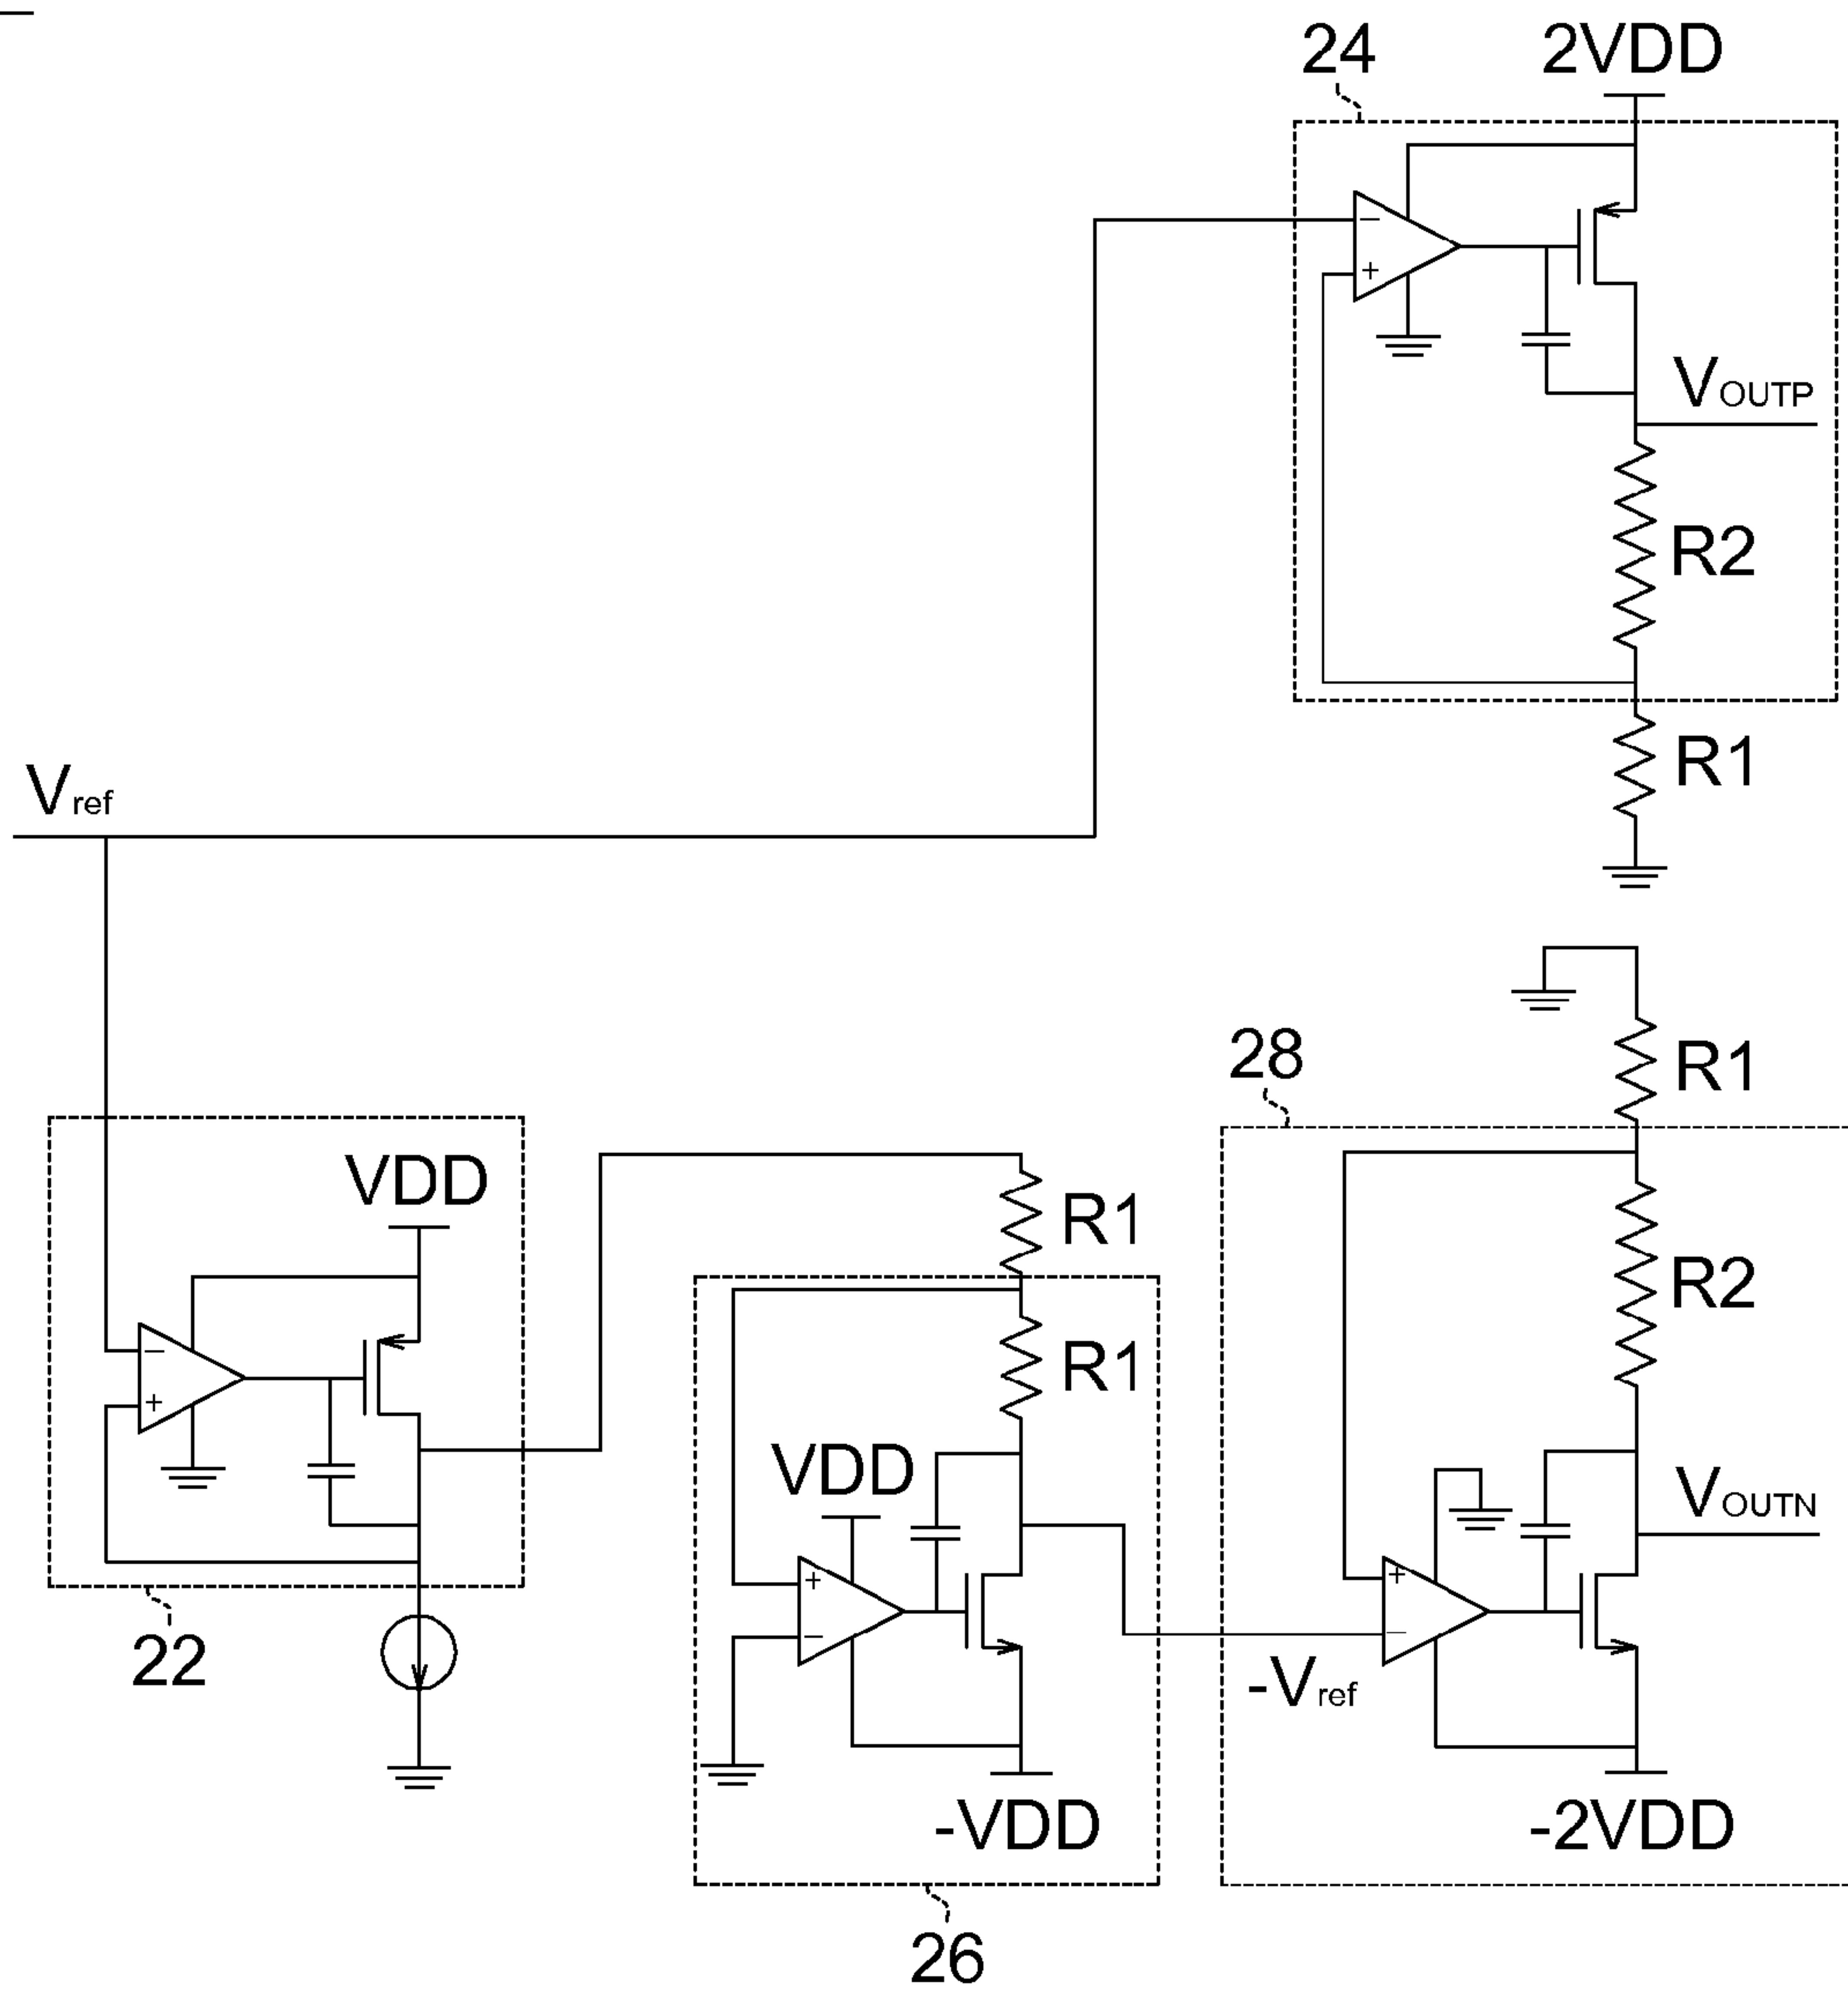 24
2VDD
−
+
VOUTP
R2
R1
Vref
R1
28
VDD
R1
R2
R1
−
+
VDD
VOUTN
+
−
+
−
22
-Vref
-VDD
-2VDD
26